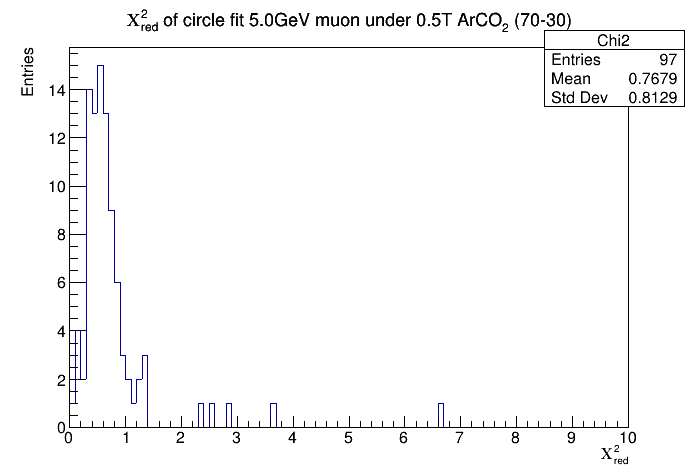 X²red of circle fit 5.0GeV muon under 0.5T ArCO₂ (70-30)
Chi2
Entries 97
Mean 0.7679
Std Dev 0.8129
Entries
14
12
10
8
6
4
2
0
0 1 2 3 4 5 6 7 8 9 10
X²red